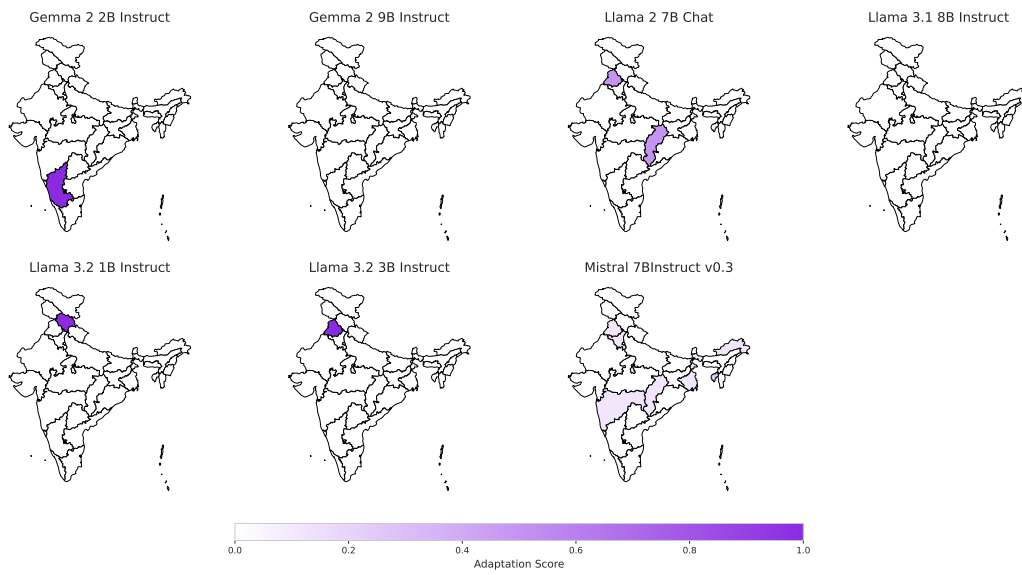 Gemma 2 2B Instruct
Gemma 2 9B Instruct
Llama 2 7B Chat
Llama 3.1 8B Instruct
Llama 3.2 1B Instruct
Llama 3.2 3B Instruct
Mistral 7BInstruct v0.3
0.0 0.2 0.4 0.6 0.8 1.0
Adaptation Score